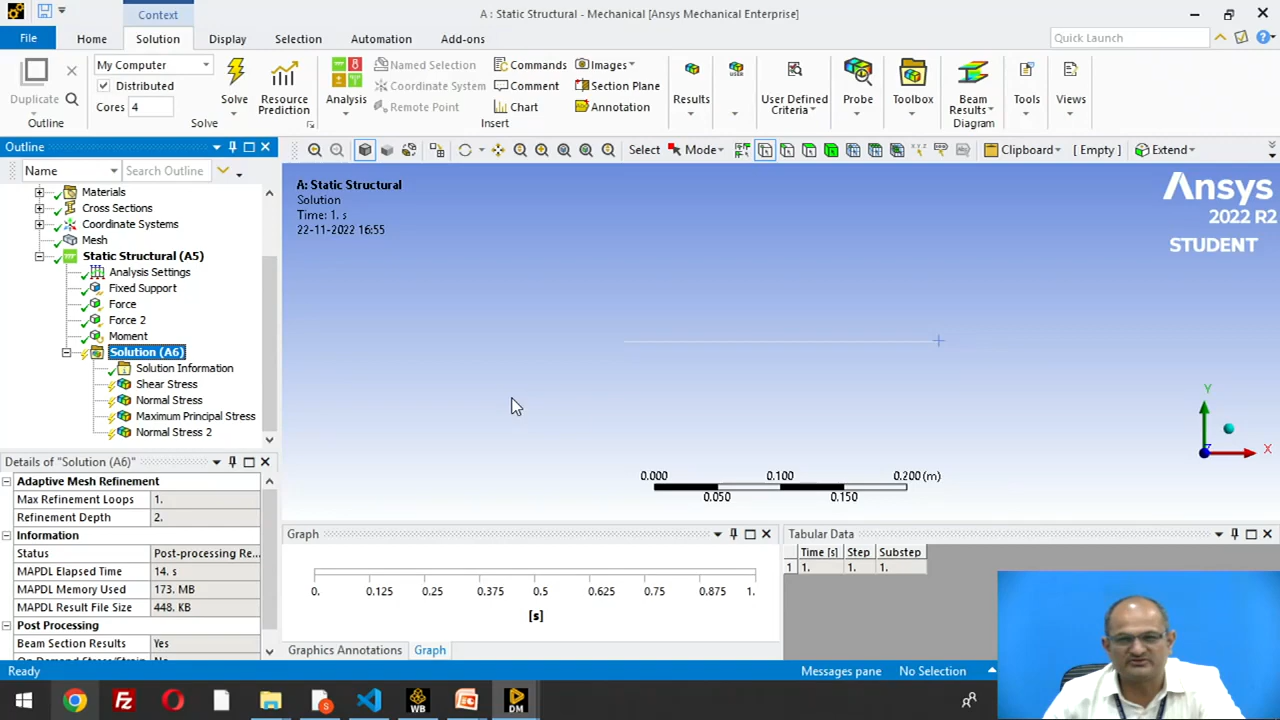 A : Static Structural - Mechanical [Ansys Mechanical Enterprise]
Context
File
Home
Solution
Display
Selection
Automation
Add-ons
Quick Launch
Duplicate
Outline
My Computer
Distributed
Cores 4
Solve
Resource Prediction
Solve
Analysis
Named Selection
Coordinate System
Remote Point
Commands
Comment
Chart
Images
Section Plane
Annotation
Insert
Results
User Defined Criteria
Probe
Toolbox
Beam Results
Diagram
Tools
Views
Outline
Name
Search Outline
Select
Mode
Clipboard
[ Empty ]
Extend
Materials
Cross Sections
Coordinate Systems
Mesh
Static Structural (A5)
Analysis Settings
Fixed Support
Force
Force 2
Moment
Solution (A6)
Solution Information
Shear Stress
Normal Stress
Maximum Principal Stress
Normal Stress 2
A: Static Structural
Solution
Time: 1. s
22-11-2022 16:55
Ansys
2022 R2
STUDENT
Y
X
0.000 0.100 0.200 (m)
0.050 0.150
Details of "Solution (A6)"
Adaptive Mesh Refinement
Max Refinement Loops 1.
Refinement Depth 2.
Information
Status Post-processing Re...
MAPDL Elapsed Time 14. s
MAPDL Memory Used 173. MB
MAPDL Result File Size 448. KB
Post Processing
Beam Section Results Yes
Graph
0. 0.125 0.25 0.375 0.5 0.625 0.75 0.875 1.
[s]
Graphics Annotations
Graph
Tabular Data
Time [s] Step Substep
1 1. 1. 1.
Ready
Messages pane
No Selection
WB
DM